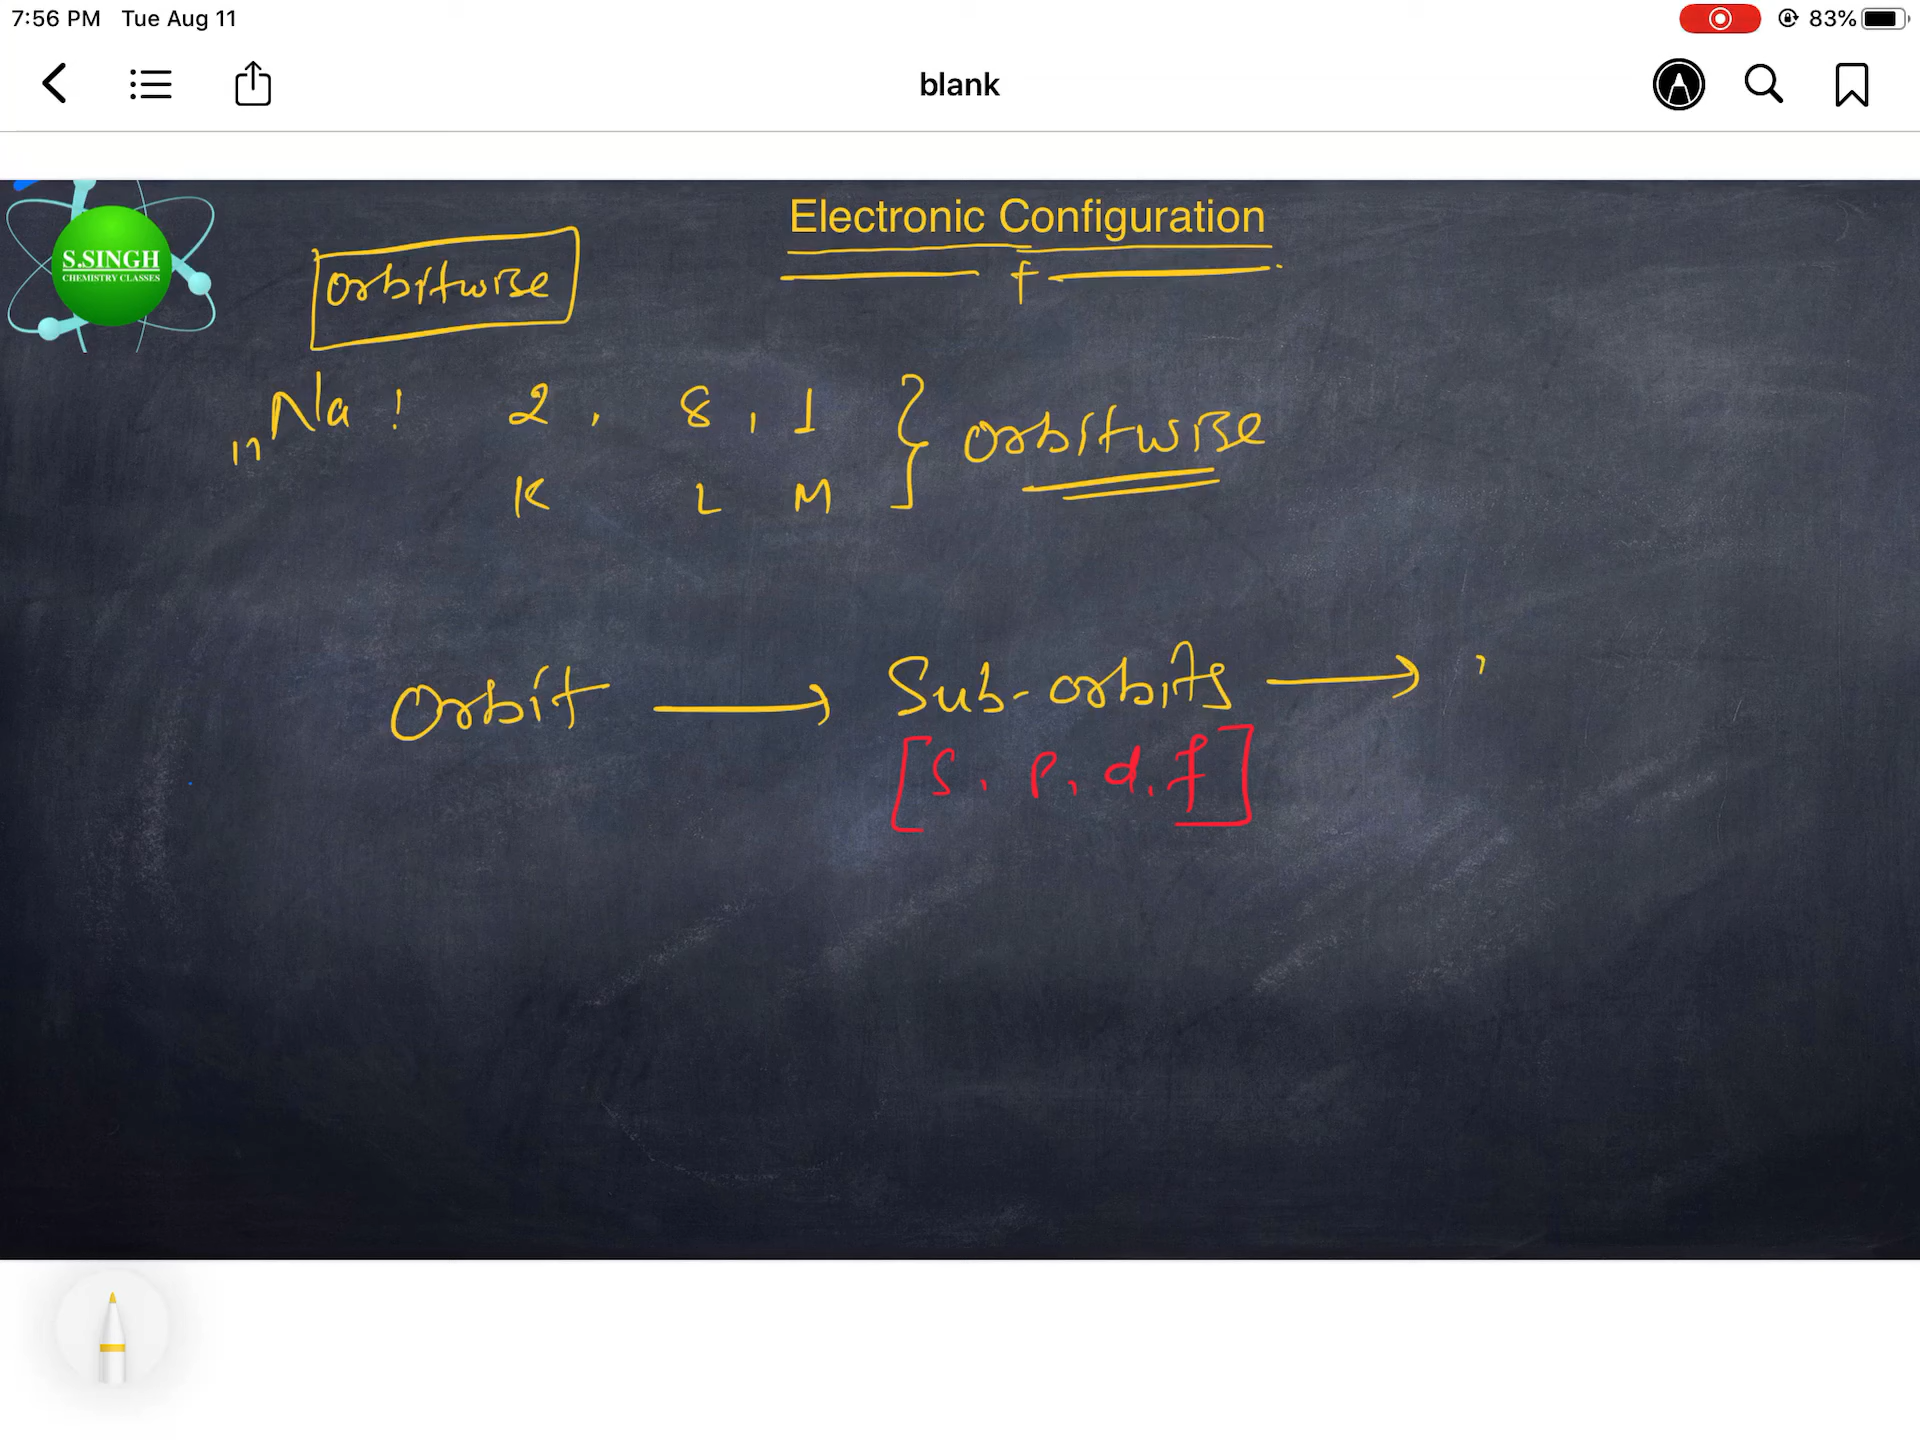 7:56 PM Tue Aug 11
83%
blank
Electronic Configuration
S.SINGH
CHEMISTRY CLASSES
orbitwise
11Na : 2, 8, 1 } orbitwise
K L M
Orbit → Sub-orbits →
[s, p, d, f]